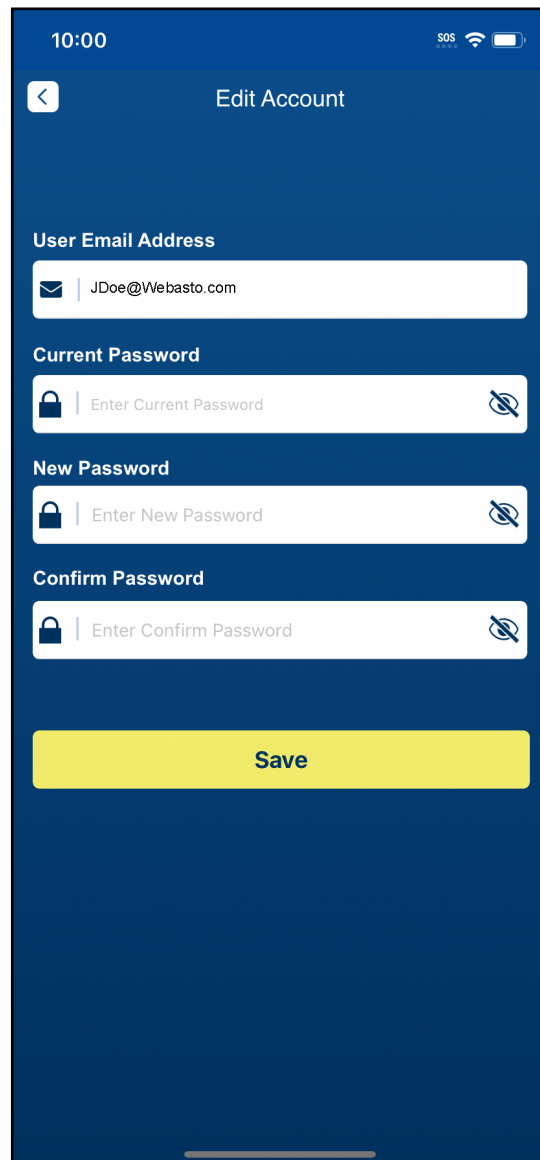 10:00
SOS
Edit Account
User Email Address
JDoe@Webasto.com
Current Password
Enter Current Password
New Password
Enter New Password
Confirm Password
Enter Confirm Password
Save